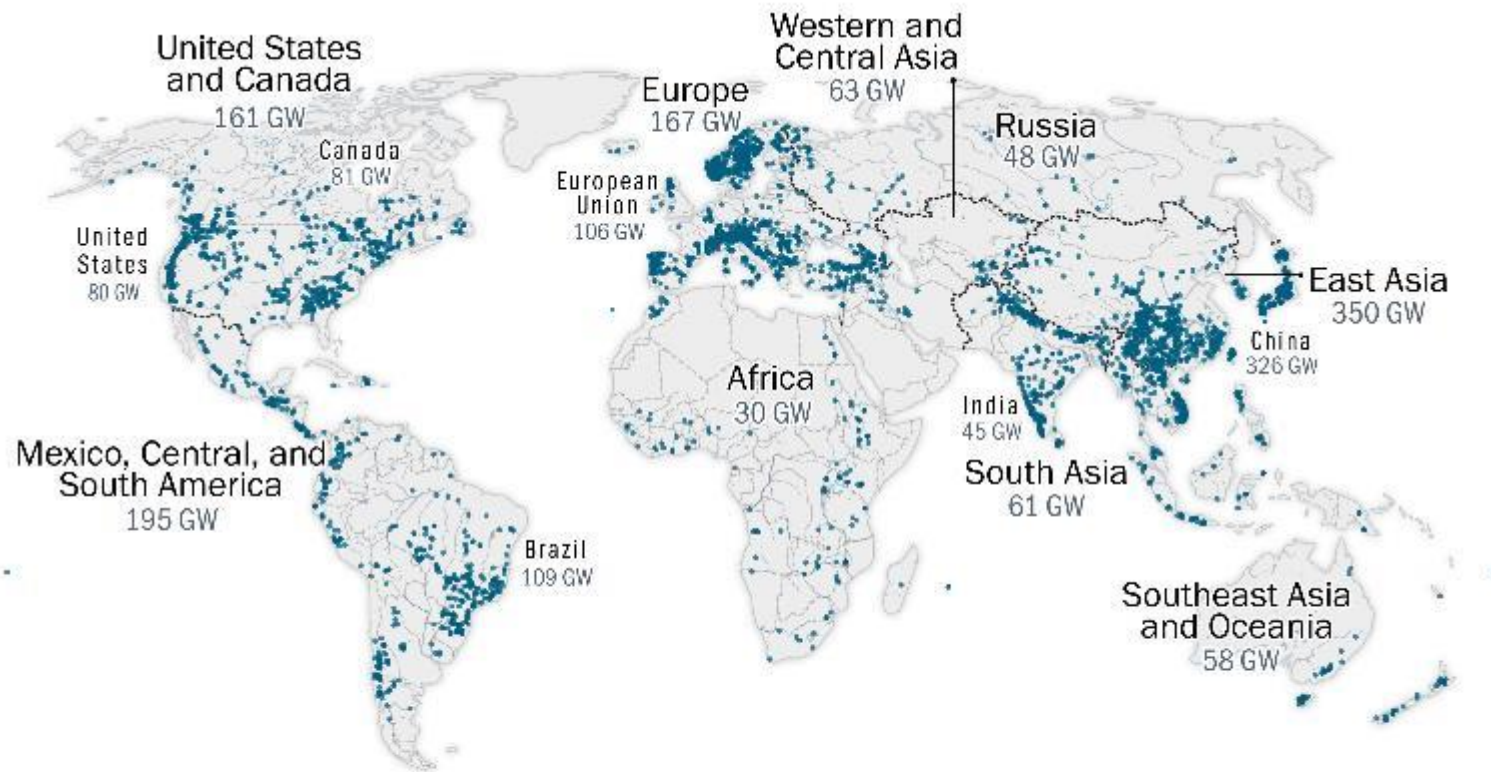 United States
and Canada
161 GW
Canada
81 GW
United
States
80 GW
Europe
167 GW
European
Union
106 GW
Western and
Central Asia
63 GW
Russia
48 GW
East Asia
350 GW
China
326 GW
Africa
30 GW
India
45 GW
South Asia
61 GW
Mexico, Central, and
South America
195 GW
Brazil
109 GW
Southeast Asia
and Oceania
58 GW